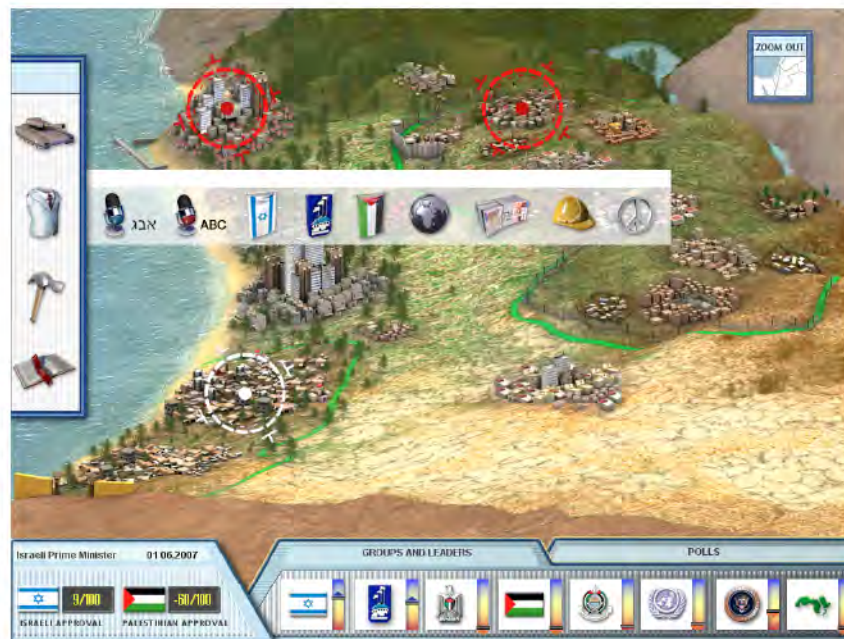 ZOOM OUT
אבג
ABC
Israeli Prime Minister
01 06.2007
GROUPS AND LEADERS
POLLS
9/100
-60/100
ISRAELI APPROVAL
PALESTINIAN APPROVAL